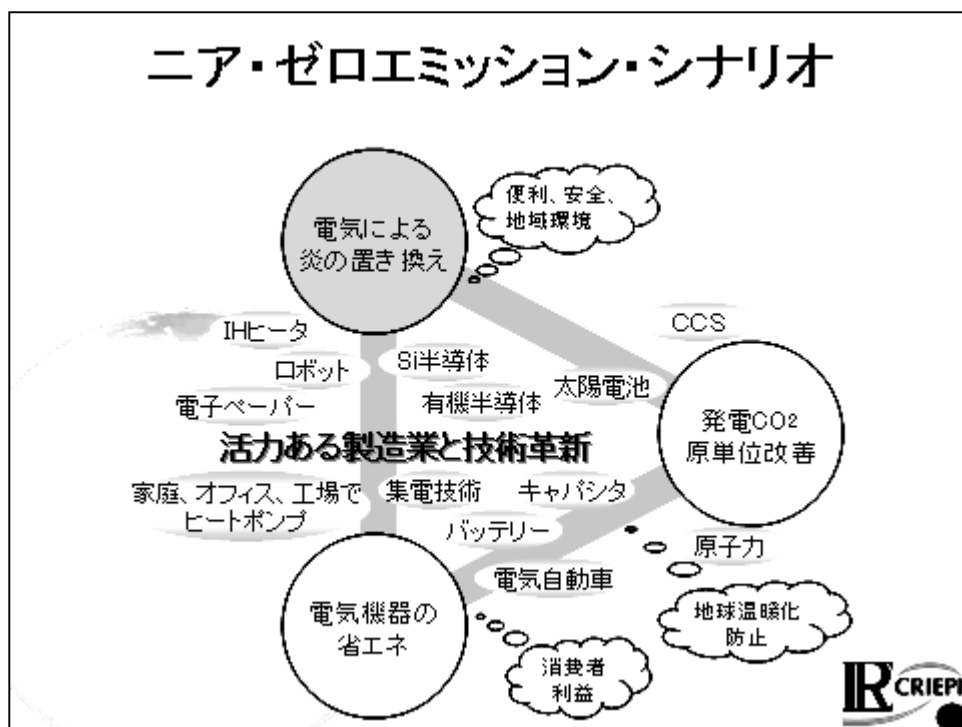 ニア・ゼロエミッション・シナリオ
電気による
炎の置き換え
便利、安全、
地域環境
IHヒータ
ロボット
電子ペーパー
Si半導体
有機半導体
太陽電池
CCS
発電CO2
原単位改善
活力ある製造業と技術革新
家庭、オフィス、工場で
ヒートポンプ
集電技術
キャパシタ
バッテリー
電気自動車
原子力
地球温暖化
防止
電気機器の
省エネ
消費者
利益
CRIEPI